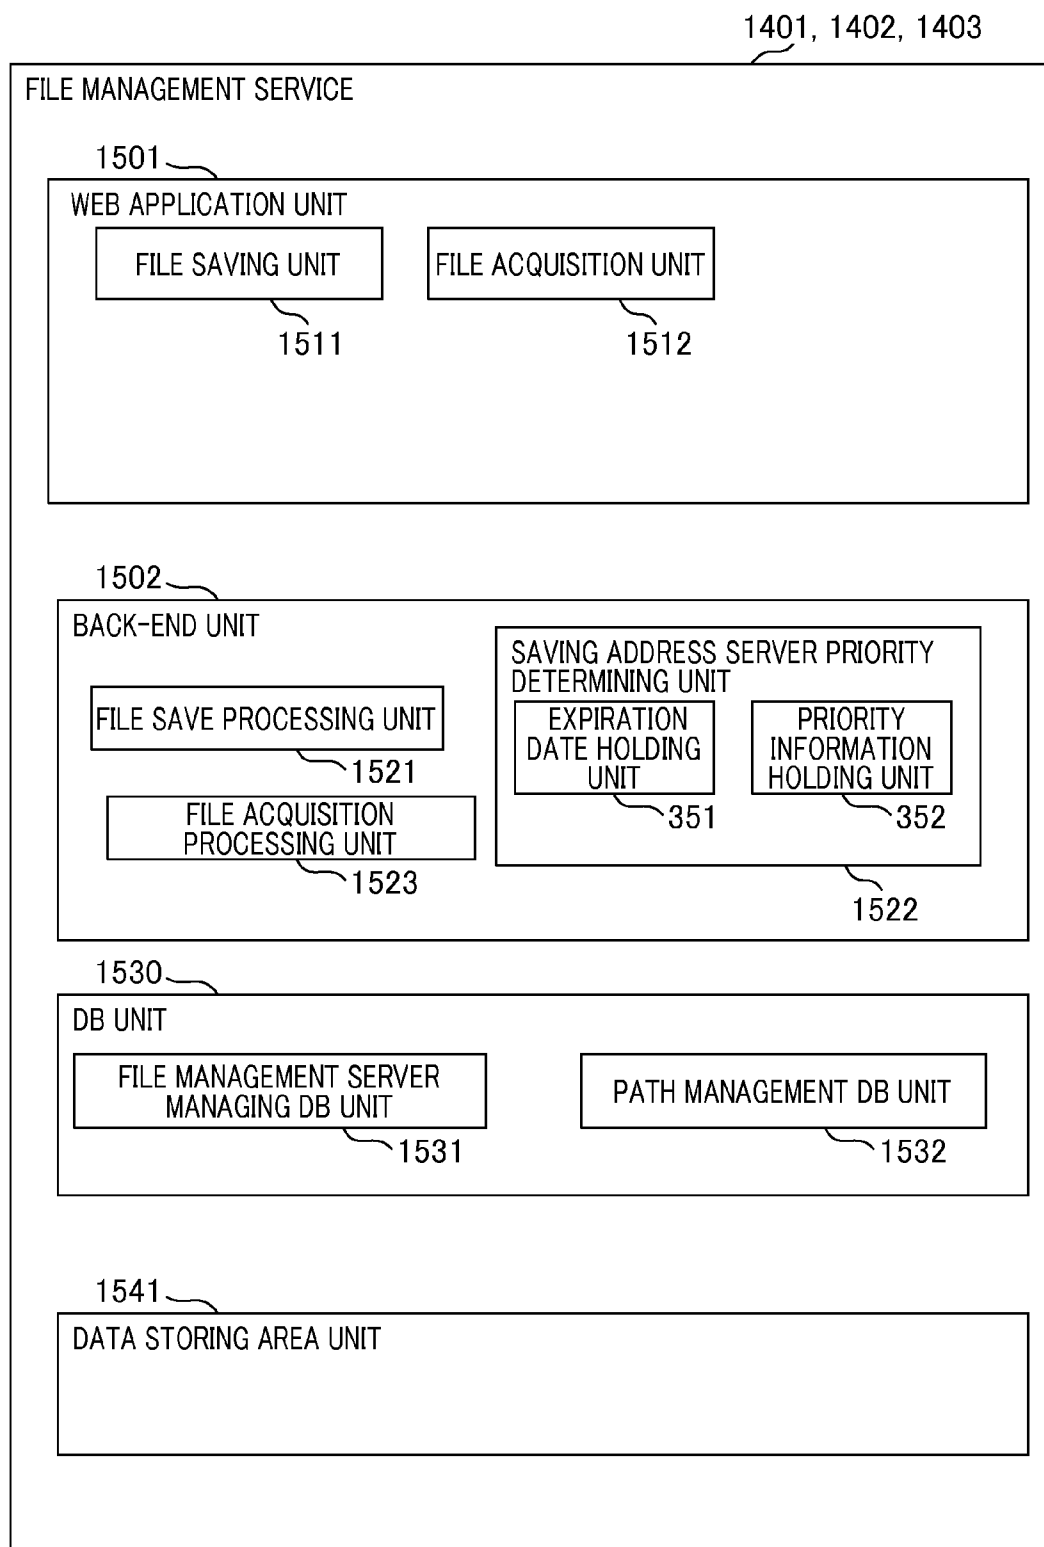 1401, 1402, 1403
FILE MANAGEMENT SERVICE
1501
WEB APPLICATION UNIT
FILE SAVING UNIT
FILE ACQUISITION UNIT
1511
1512
1502
BACK-END UNIT
SAVING ADDRESS SERVER PRIORITY
DETERMINING UNIT
FILE SAVE PROCESSING UNIT
1521
EXPIRATION
DATE HOLDING
UNIT
351
PRIORITY
INFORMATION
HOLDING UNIT
352
FILE ACQUISITION
PROCESSING UNIT
1523
1522
1530
DB UNIT
FILE MANAGEMENT SERVER
MANAGING DB UNIT
1531
PATH MANAGEMENT DB UNIT
1532
1541
DATA STORING AREA UNIT